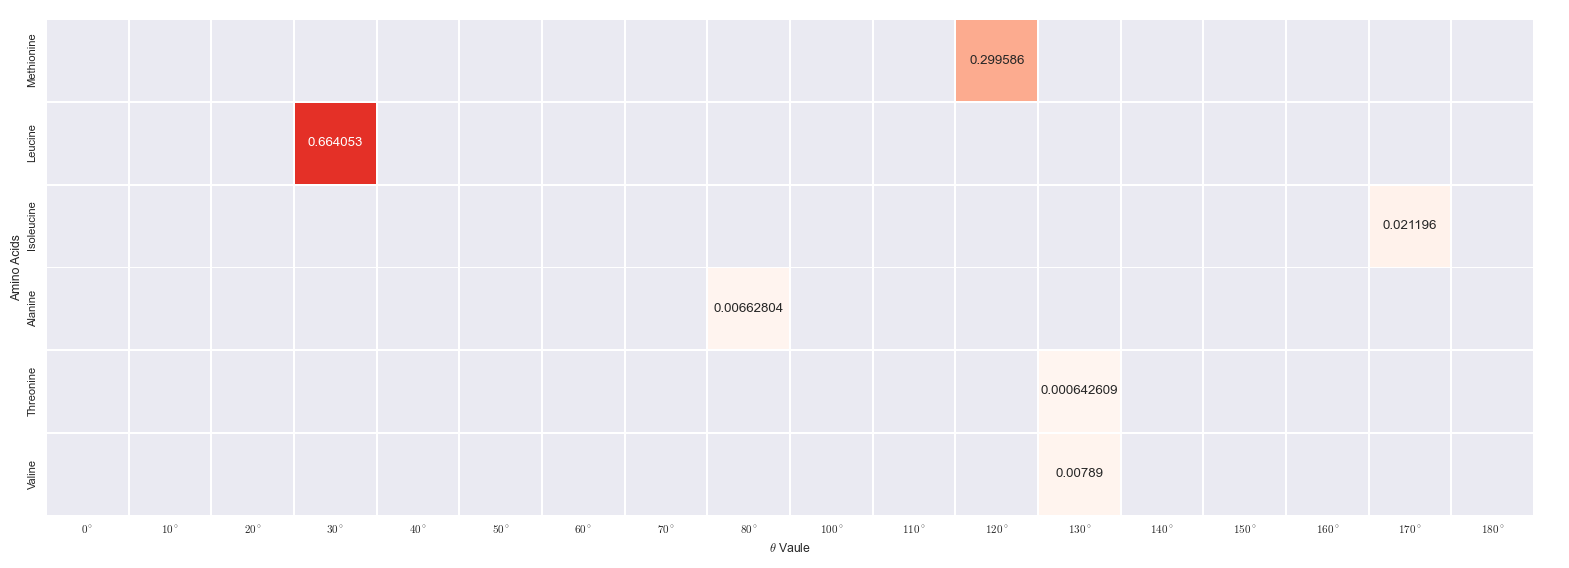 Amino Acids
Methionine
0.299586
Leucine
0.664053
Isoleucine
0.021196
Alanine
0.00662804
Threonine
0.000642609
Valine
0.00789
0° 10° 20° 30° 40° 50° 60° 70° 80° 100° 110° 120° 130° 140° 150° 160° 170° 180°
θ Vaule